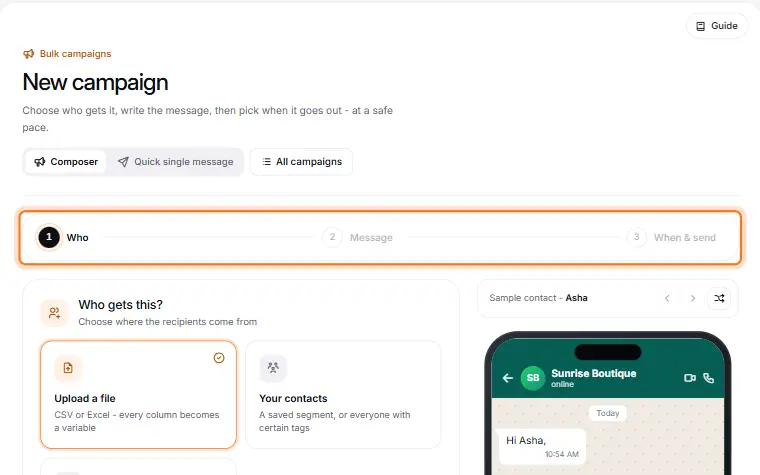 Guide
Bulk campaigns
New campaign
Choose who gets it, write the message, then pick when it goes out - at a safe
pace.
Composer
Quick single message
All campaigns
1 Who
2 Message
3 When & send
Who gets this?
Choose where the recipients come from
Upload a file
CSV or Excel - every column becomes
a variable
Your contacts
A saved segment, or everyone with
certain tags
Sample contact - Asha
SB
Sunrise Boutique
online
Today
Hi Asha,
10:54 AM